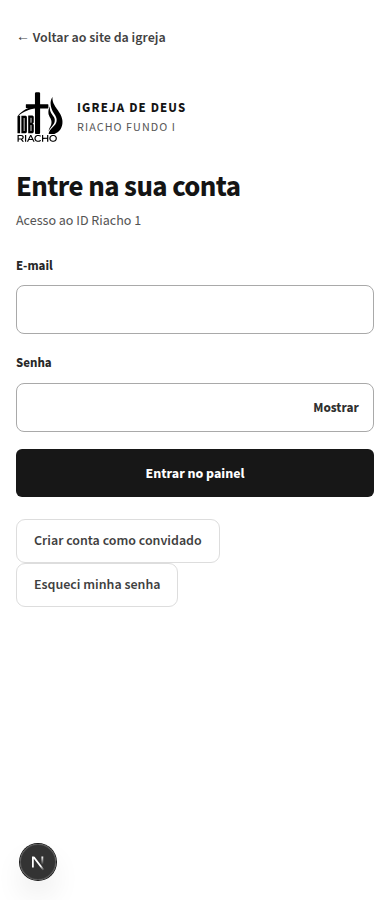 ← Voltar ao site da igreja
IDB
RIACHO
IGREJA DE DEUS
RIACHO FUNDO I
Entre na sua conta
Acesso ao ID Riacho 1
E-mail
Senha
Mostrar
Entrar no painel
Criar conta como convidado
Esqueci minha senha
N